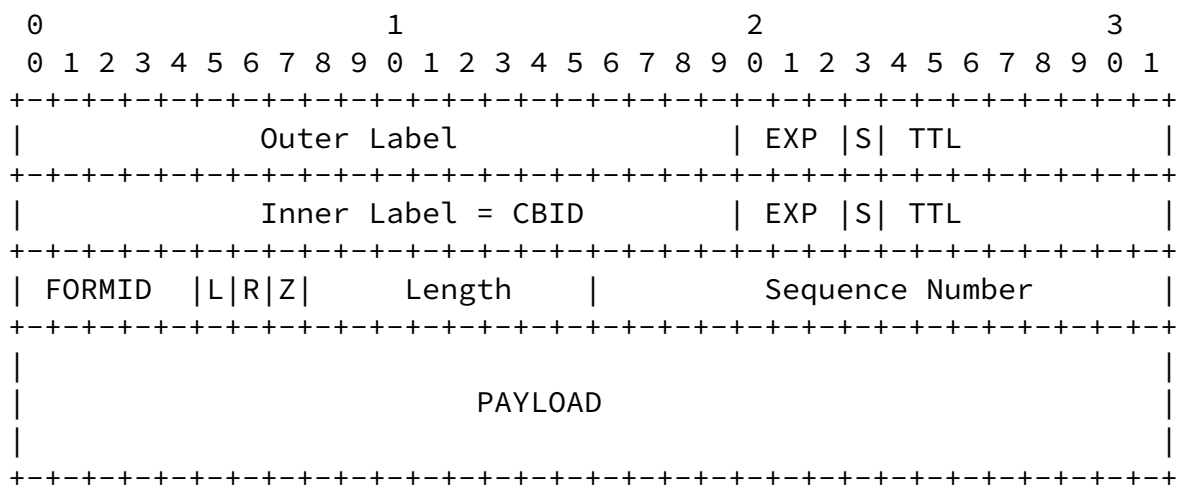 0                   1                   2                   3
 0 1 2 3 4 5 6 7 8 9 0 1 2 3 4 5 6 7 8 9 0 1 2 3 4 5 6 7 8 9 0 1
+-+-+-+-+-+-+-+-+-+-+-+-+-+-+-+-+-+-+-+-+-+-+-+-+-+-+-+-+-+-+-+-+
|             Outer Label               | EXP |S|  TTL          |
+-+-+-+-+-+-+-+-+-+-+-+-+-+-+-+-+-+-+-+-+-+-+-+-+-+-+-+-+-+-+-+-+
|             Inner Label = CBID        | EXP |S|  TTL          |
+-+-+-+-+-+-+-+-+-+-+-+-+-+-+-+-+-+-+-+-+-+-+-+-+-+-+-+-+-+-+-+-+
| FORMID  |L|R|Z|     Length    |         Sequence Number       |
+-+-+-+-+-+-+-+-+-+-+-+-+-+-+-+-+-+-+-+-+-+-+-+-+-+-+-+-+-+-+-+-+
|                                                               |
|                         PAYLOAD                               |
|                                                               |
+-+-+-+-+-+-+-+-+-+-+-+-+-+-+-+-+-+-+-+-+-+-+-+-+-+-+-+-+-+-+-+-+